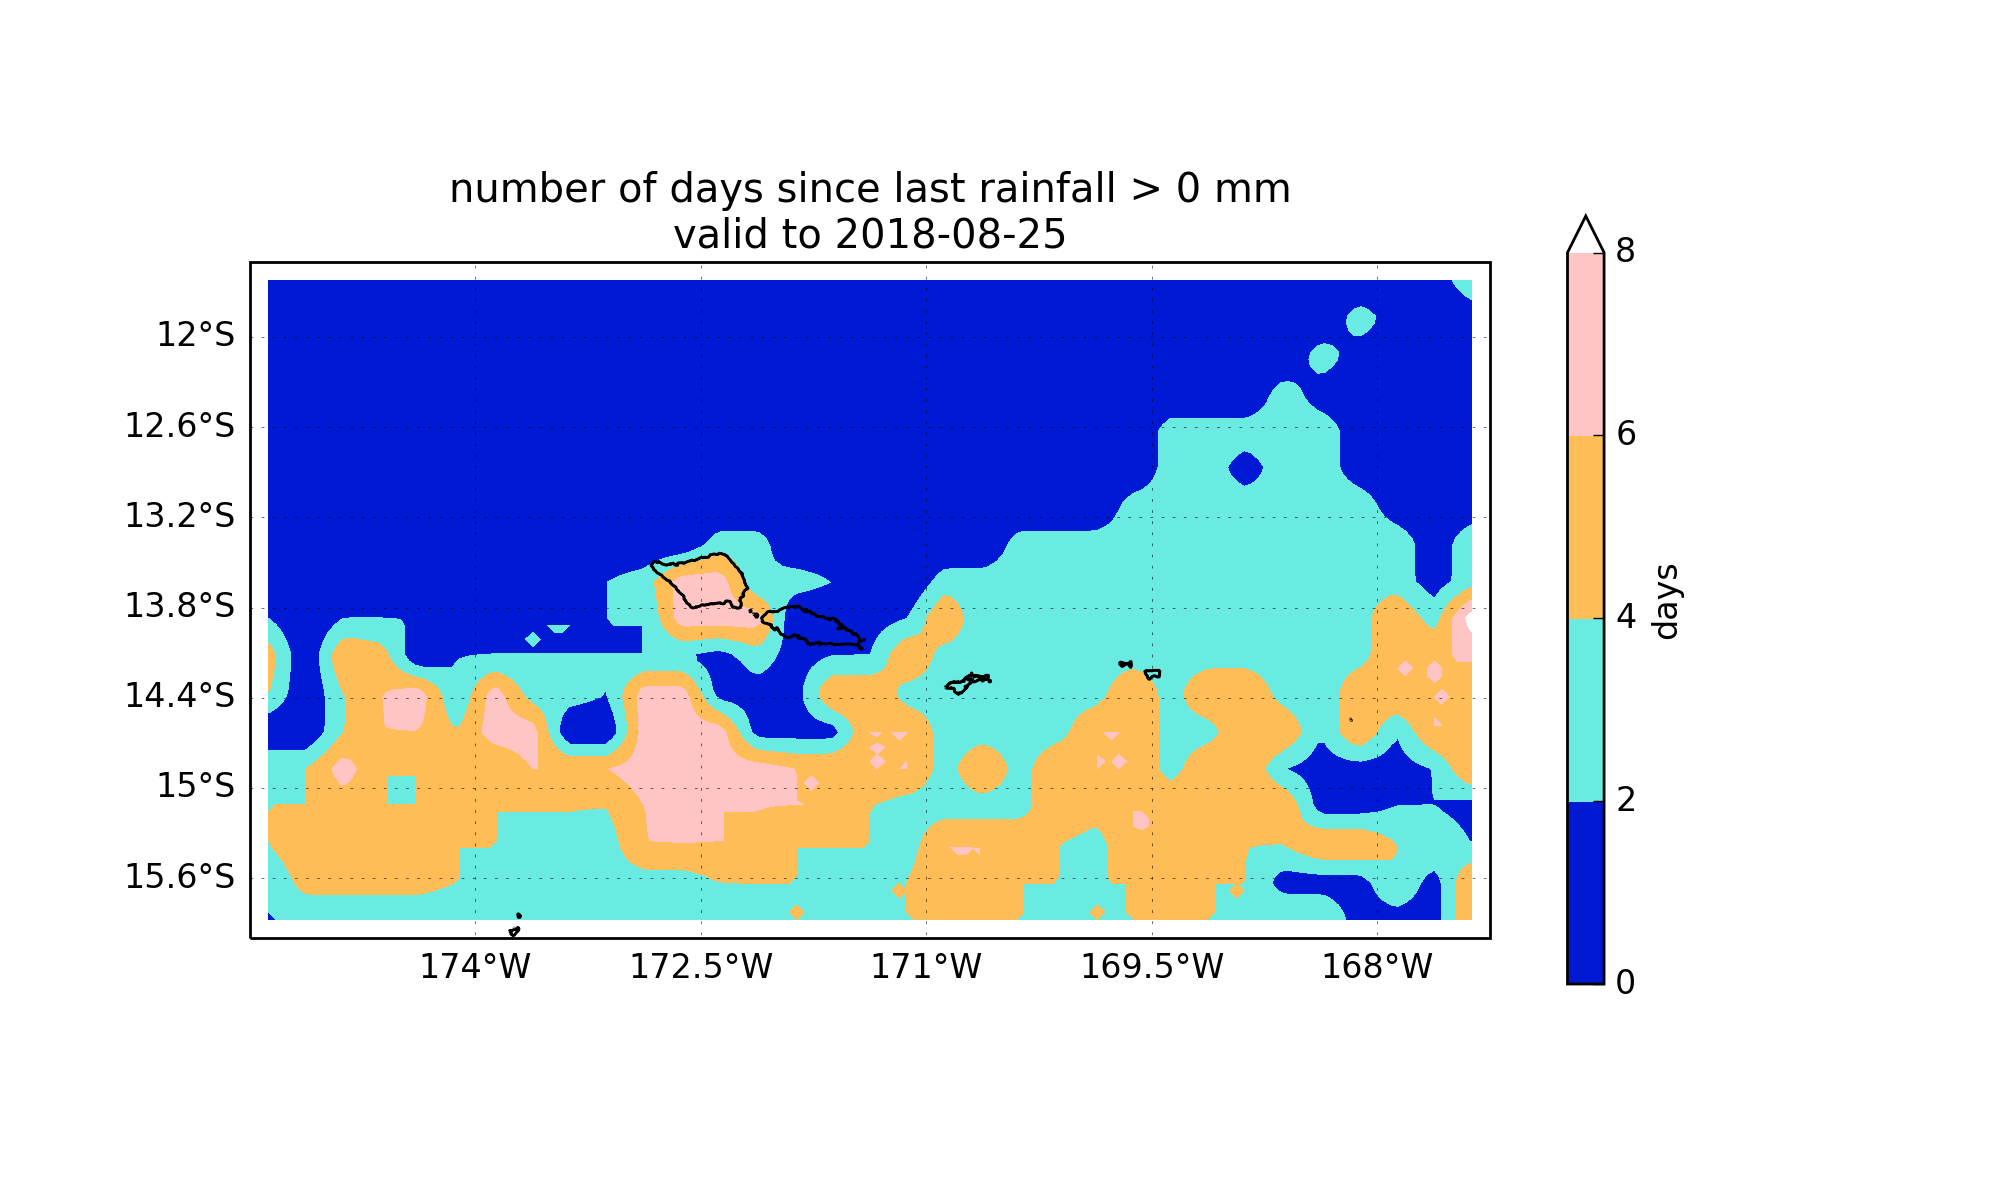 number of days since last rainfall > 0 mm
valid to 2018-08-25
12°S
12.6°S
13.2°S
13.8°S
14.4°S
15°S
15.6°S
174°W
172.5°W
171°W
169.5°W
168°W
8
6
4
2
0
days